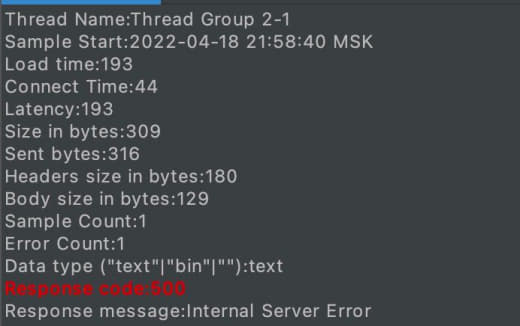 Thread Name:Thread Group 2-1
Sample Start:2022-04-18 21:58:40 MSK
Load time:193
Connect Time:44
Latency:193
Size in bytes:309
Sent bytes:316
Headers size in bytes:180
Body size in bytes:129
Sample Count:1
Error Count:1
Data type ("text"|"bin"|""):text
Response code:500
Response message:Internal Server Error